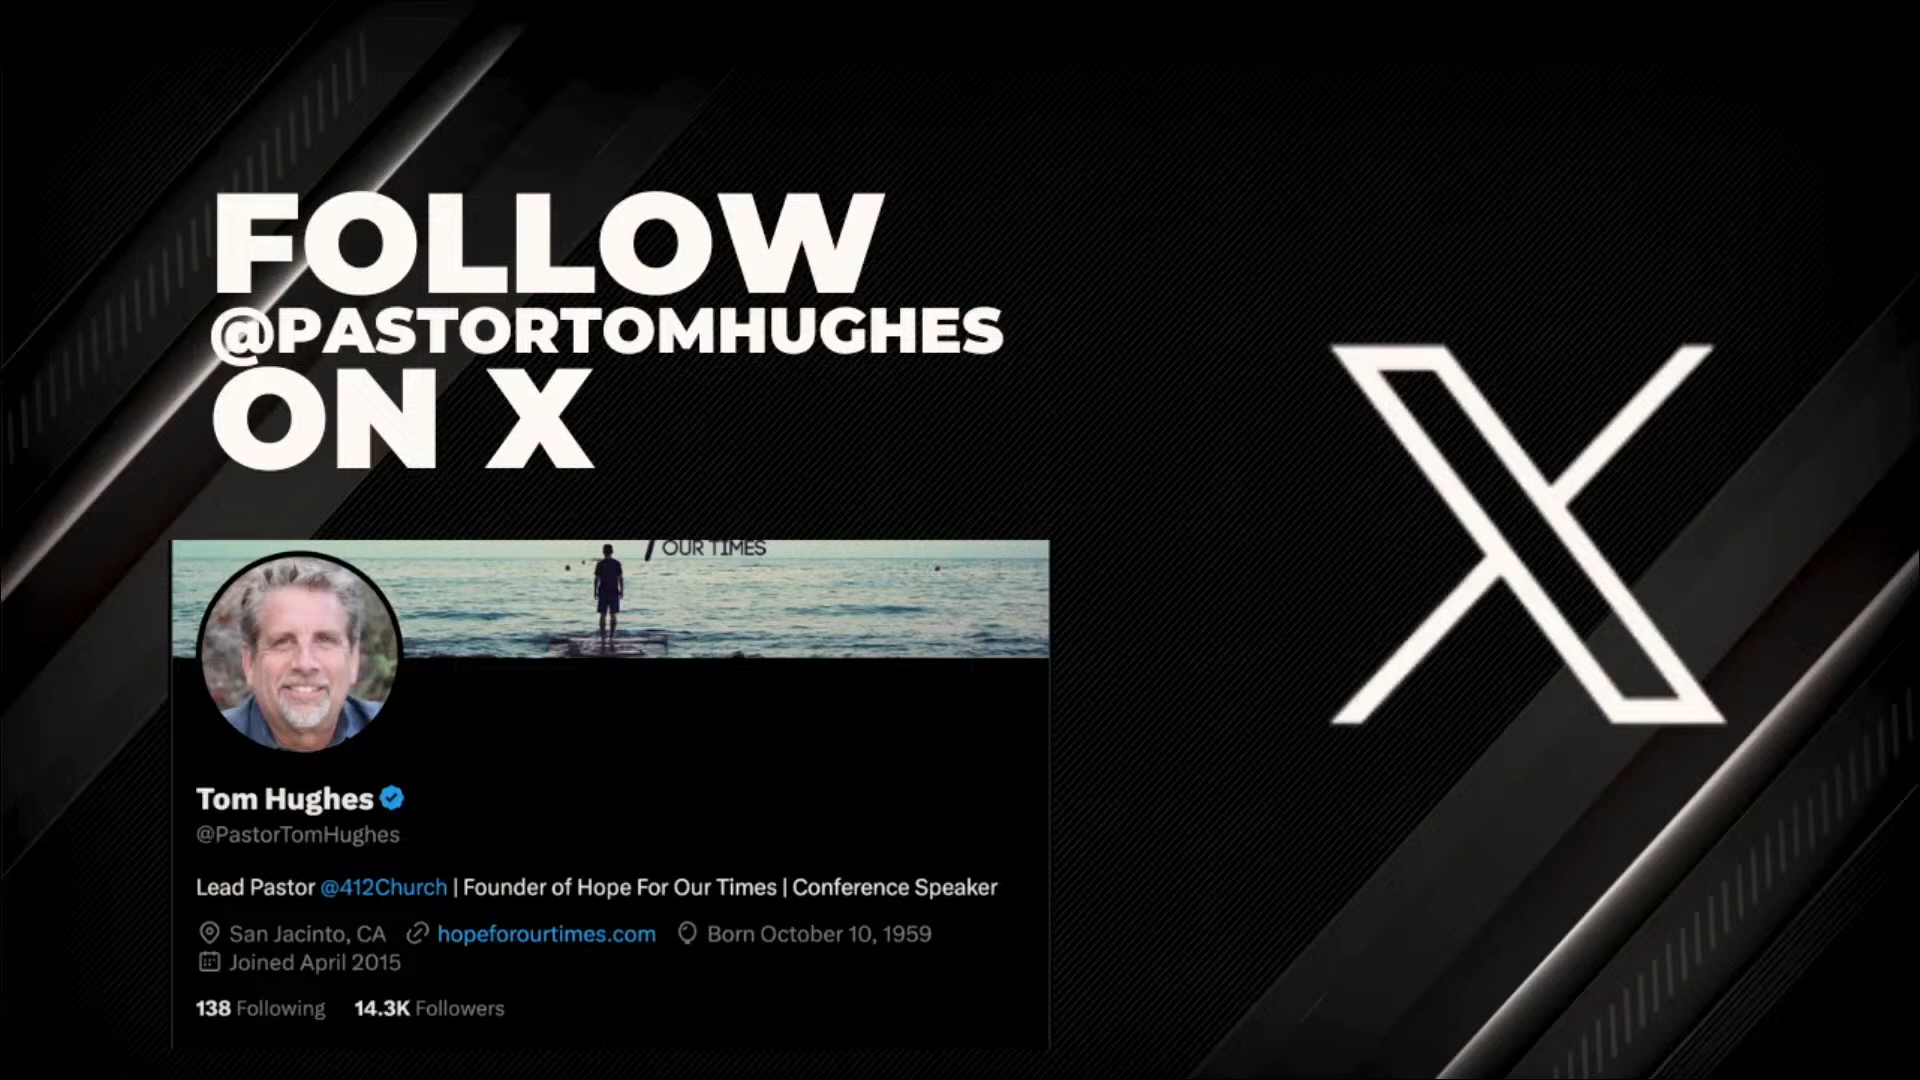 FOLLOW
@PASTORTOMHUGHES
ON X
OUR TIMES
Tom Hughes
@PastorTomHughes
Lead Pastor @412Church | Founder of Hope For Our Times | Conference Speaker
San Jacinto, CA hopeforourtimes.com Born October 10, 1959
Joined April 2015
138 Following 14.3K Followers